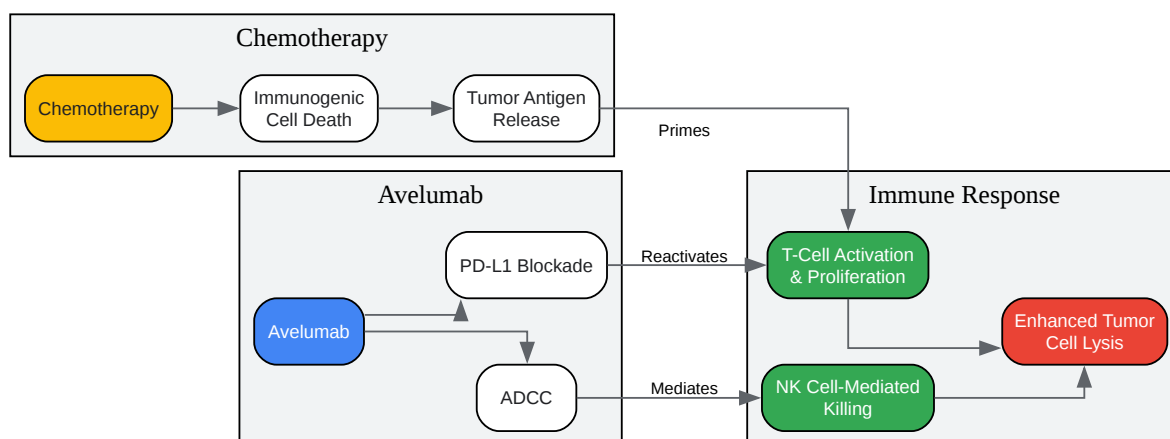 Chemotherapy
Chemotherapy
Immunogenic
Cell Death
Tumor Antigen
Release
Primes
Avelumab
Immune Response
PD-L1 Blockade
Reactivates
T-Cell Activation
& Proliferation
Avelumab
Enhanced Tumor
Cell Lysis
ADCC
Mediates
NK Cell-Mediated
Killing